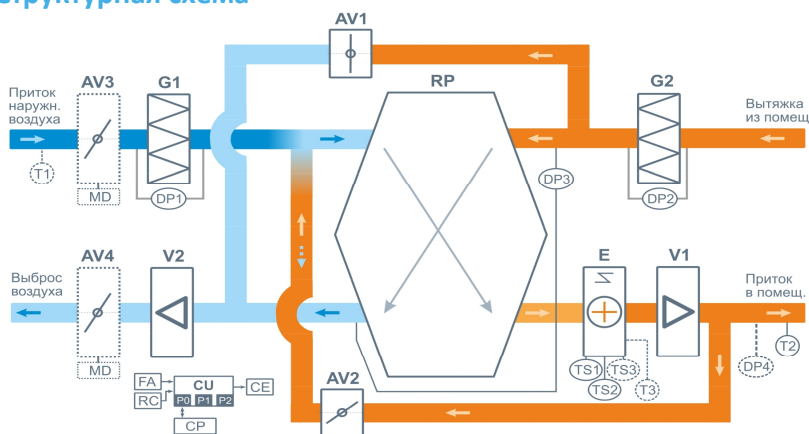 Структурная схема
AV1
AV3
G1
RP
G2
Приток
наружн.
воздуха
Вытяжка
из помещ
T1
MD
DP1
DP3
DP2
AV4
V2
E
V1
Выброс
воздуха
Приток
в помещ.
MD
TS1
TS3
TS2
T3
DP4
T2
FA
RC
CU
P0 P1 P2
CE
CP
AV2